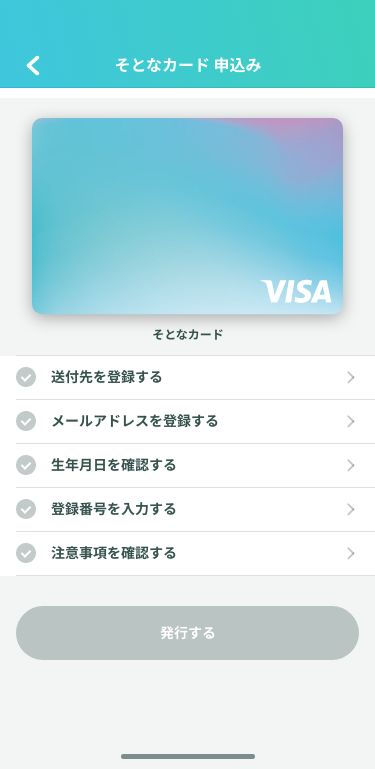 そとなカード 申込み
VISA
そとなカード
送付先を登録する
メールアドレスを登録する
生年月日を確認する
登録番号を入力する
注意事項を確認する
発行する